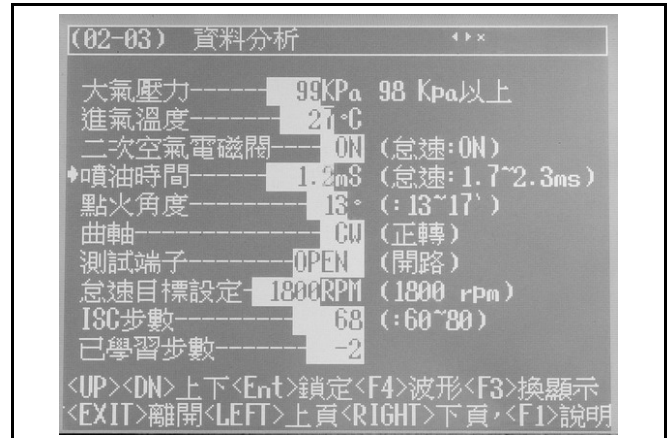 (02-03) 資料分析 ◂ ▸ ×
大氣壓力------ 99KPa 98 Kpa以上
進氣溫度------ 27°C
二次空氣電磁閥--- ON (怠速:ON)
➧噴油時間------ 1.2mS (怠速:1.7~2.3ms)
點火角度------- 13° (:13~17')
曲軸---------- CW (正轉)
測試端子------OPEN (開路)
怠速目標設定- 1800RPM (1800 rpm)
ISC步數------- 68 (:60~80)
已學習步數------ -2
<UP><DN>上下<Ent>鎖定<F4>波形<F3>換顯示
<EXIT>離開<LEFT>上頁<RIGHT>下頁,<F1>說明